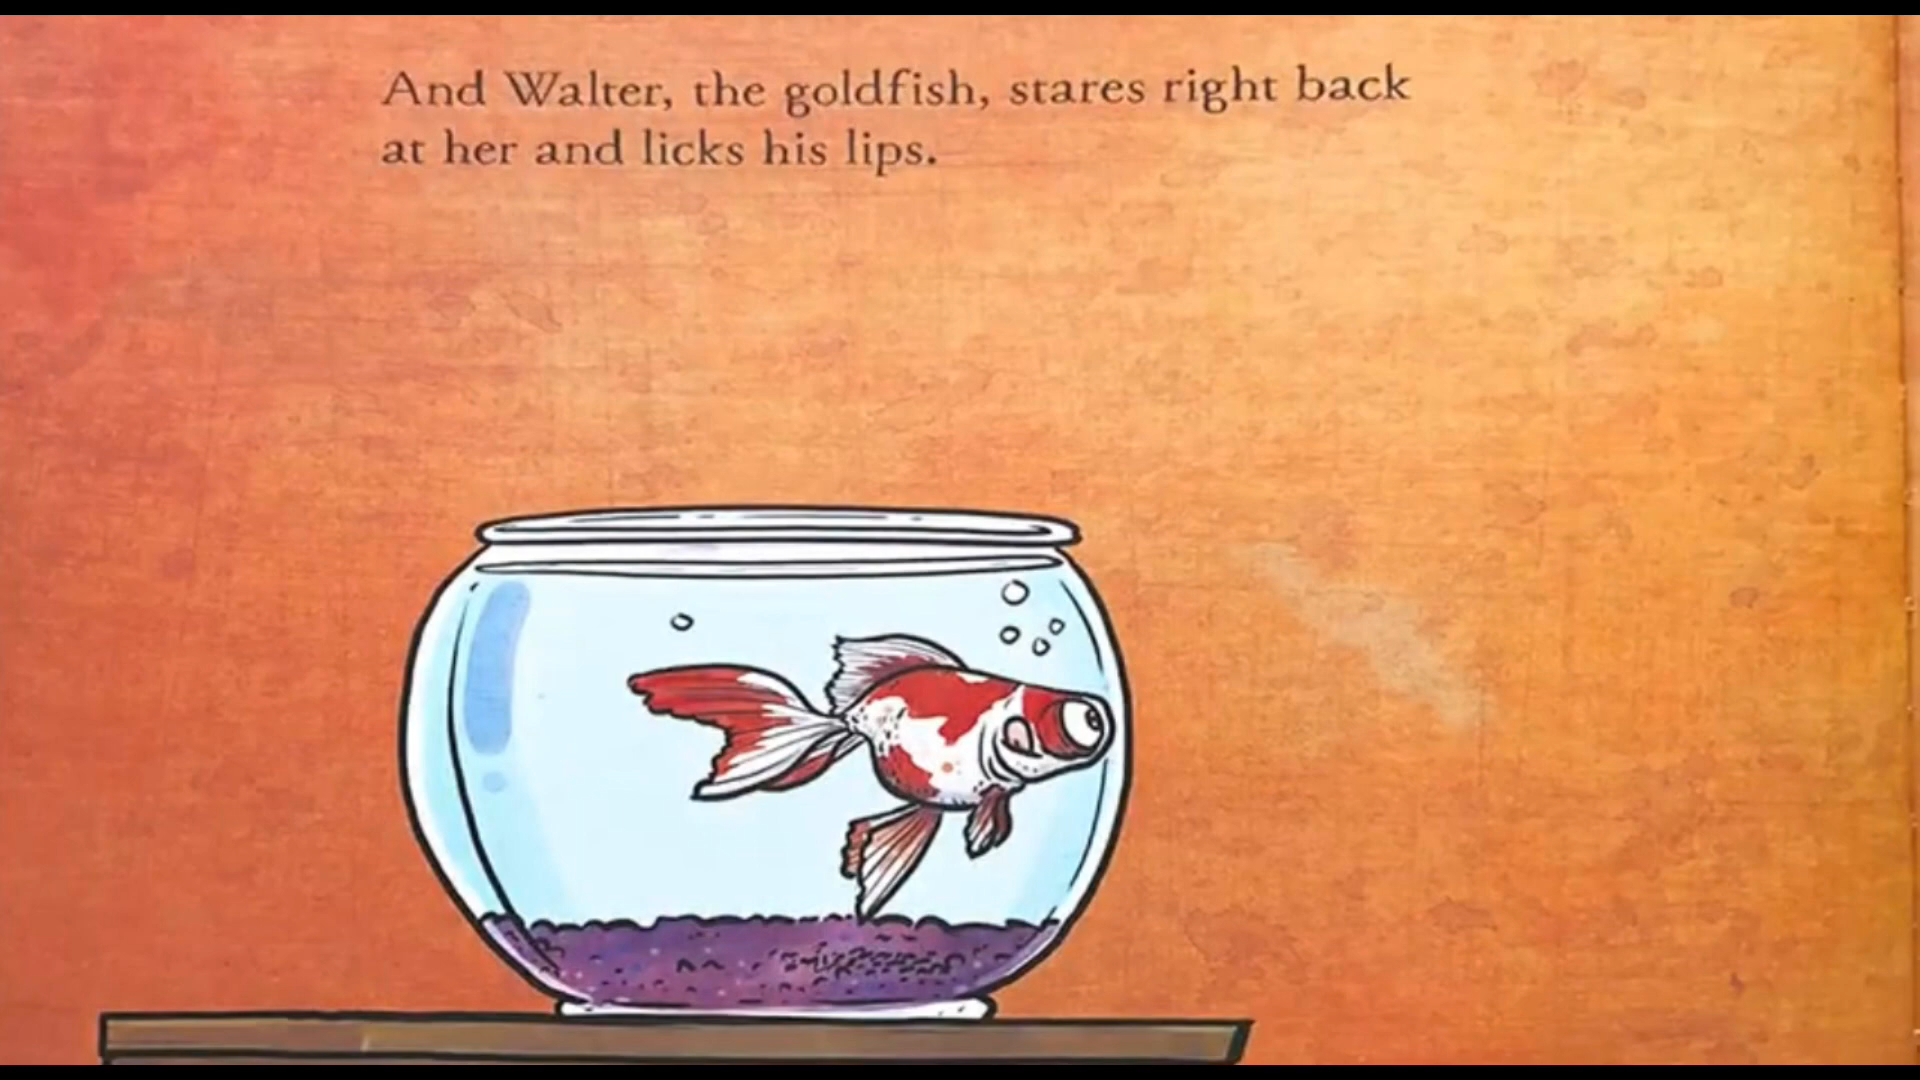 And Walter, the goldfish, stares right back
at her and licks his lips.